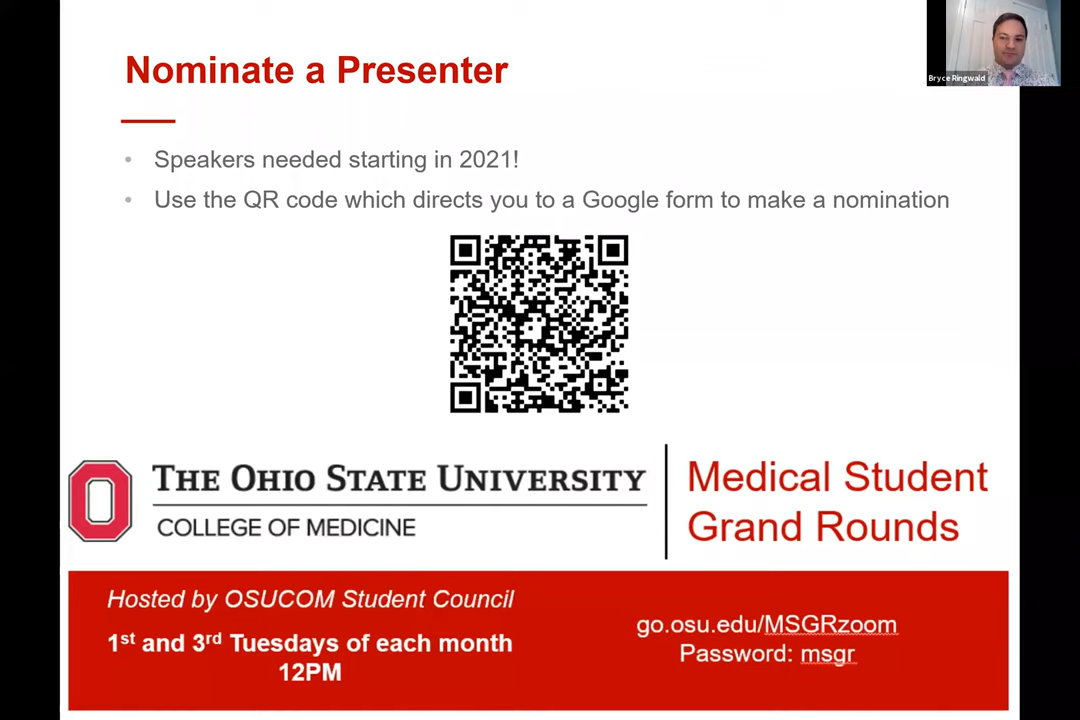 Nominate a Presenter
Bryce Ringwald
• Speakers needed starting in 2021!
• Use the QR code which directs you to a Google form to make a nomination
THE OHIO STATE UNIVERSITY
COLLEGE OF MEDICINE
Medical Student
Grand Rounds
Hosted by OSUCOM Student Council
1st and 3rd Tuesdays of each month
12PM
go.osu.edu/MSGRzoom
Password: msgr